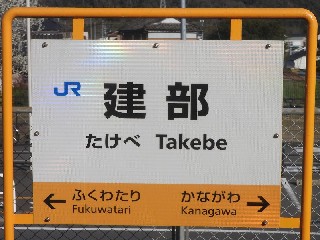 JR 建部
たけべ Takebe
← ふくわたり かながわ →
Fukuwatari Kanagawa